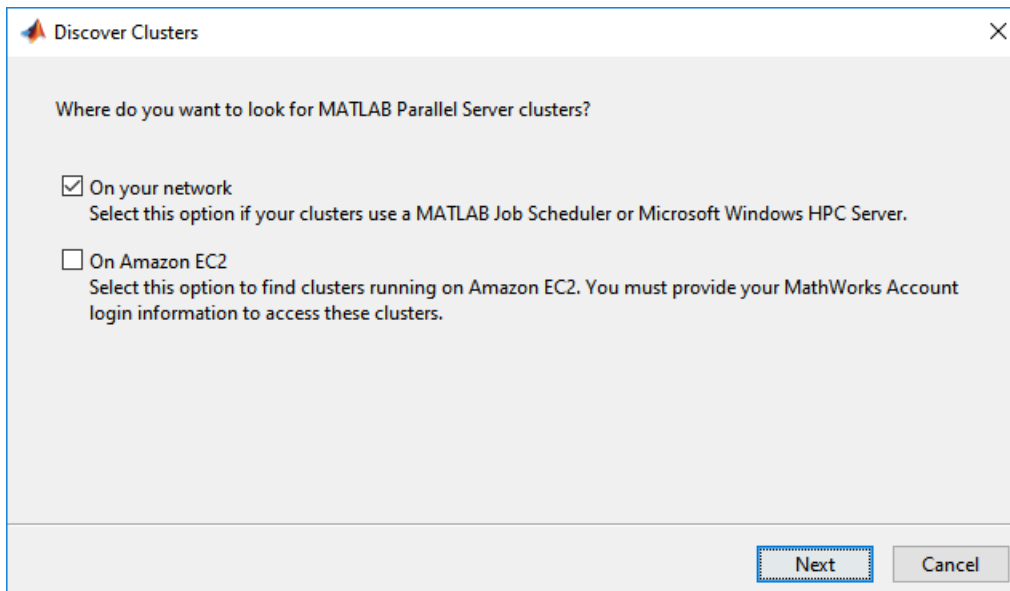 Discover Clusters
Where do you want to look for MATLAB Parallel Server clusters?
On your network
Select this option if your clusters use a MATLAB Job Scheduler or Microsoft Windows HPC Server.
On Amazon EC2
Select this option to find clusters running on Amazon EC2. You must provide your MathWorks Account
login information to access these clusters.
Next
Cancel